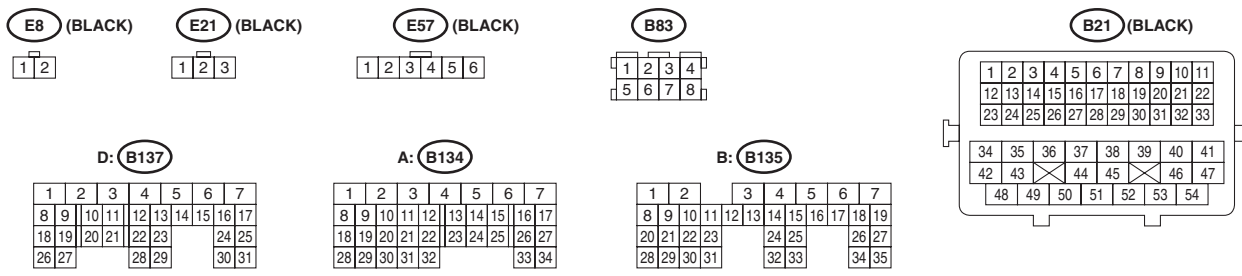 E8 (BLACK)
1 2
E21 (BLACK)
1 2 3
E57 (BLACK)
1 2 3 4 5 6
B83
1 2 3 4
5 6 7 8
B21 (BLACK)
1 2 3 4 5 6 7 8 9 10 11
12 13 14 15 16 17 18 19 20 21 22
23 24 25 26 27 28 29 30 31 32 33
34 35 36 37 38 39 40 41
42 43 44 45 46 47
48 49 50 51 52 53 54
D: B137
1 2 3 4 5 6 7
8 9 10 11 12 13 14 15 16 17
18 19 20 21 22 23 24 25
26 27 28 29 30 31
A: B134
1 2 3 4 5 6 7
8 9 10 11 12 13 14 15 16 17
18 19 20 21 22 23 24 25 26 27
28 29 30 31 32 33 34
B: B135
1 2 3 4 5 6 7
8 9 10 11 12 13 14 15 16 17 18 19
20 21 22 23 24 25 26 27
28 29 30 31 32 33 34 35